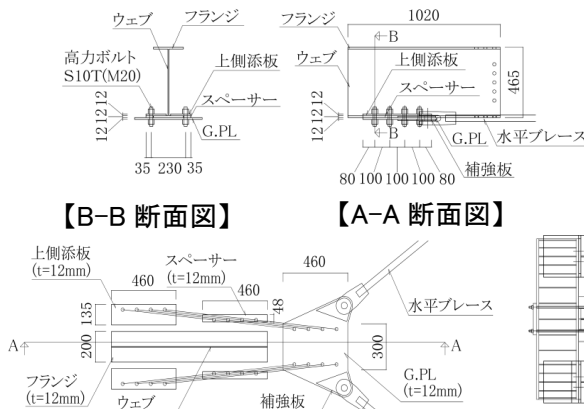 ウェブ
フランジ
高力ボルト
S10T(M20)
上側添板
スペーサー
G.PL
12 12 12
35
230
35
【B-B 断面図】
フランジ
1020
B
ウェブ
上側添板
スペーサー
465
12 12 12
B
G.PL
水平ブレース
補強板
80 100 100 100 80
【A-A 断面図】
上側添板
(t=12mm)
460
スペーサー
(t=12mm)
460
460
48
水平ブレース
135
A
200
300
A
フランジ
(t=12mm)
ウェブ
補強板
G.PL
(t=12mm)